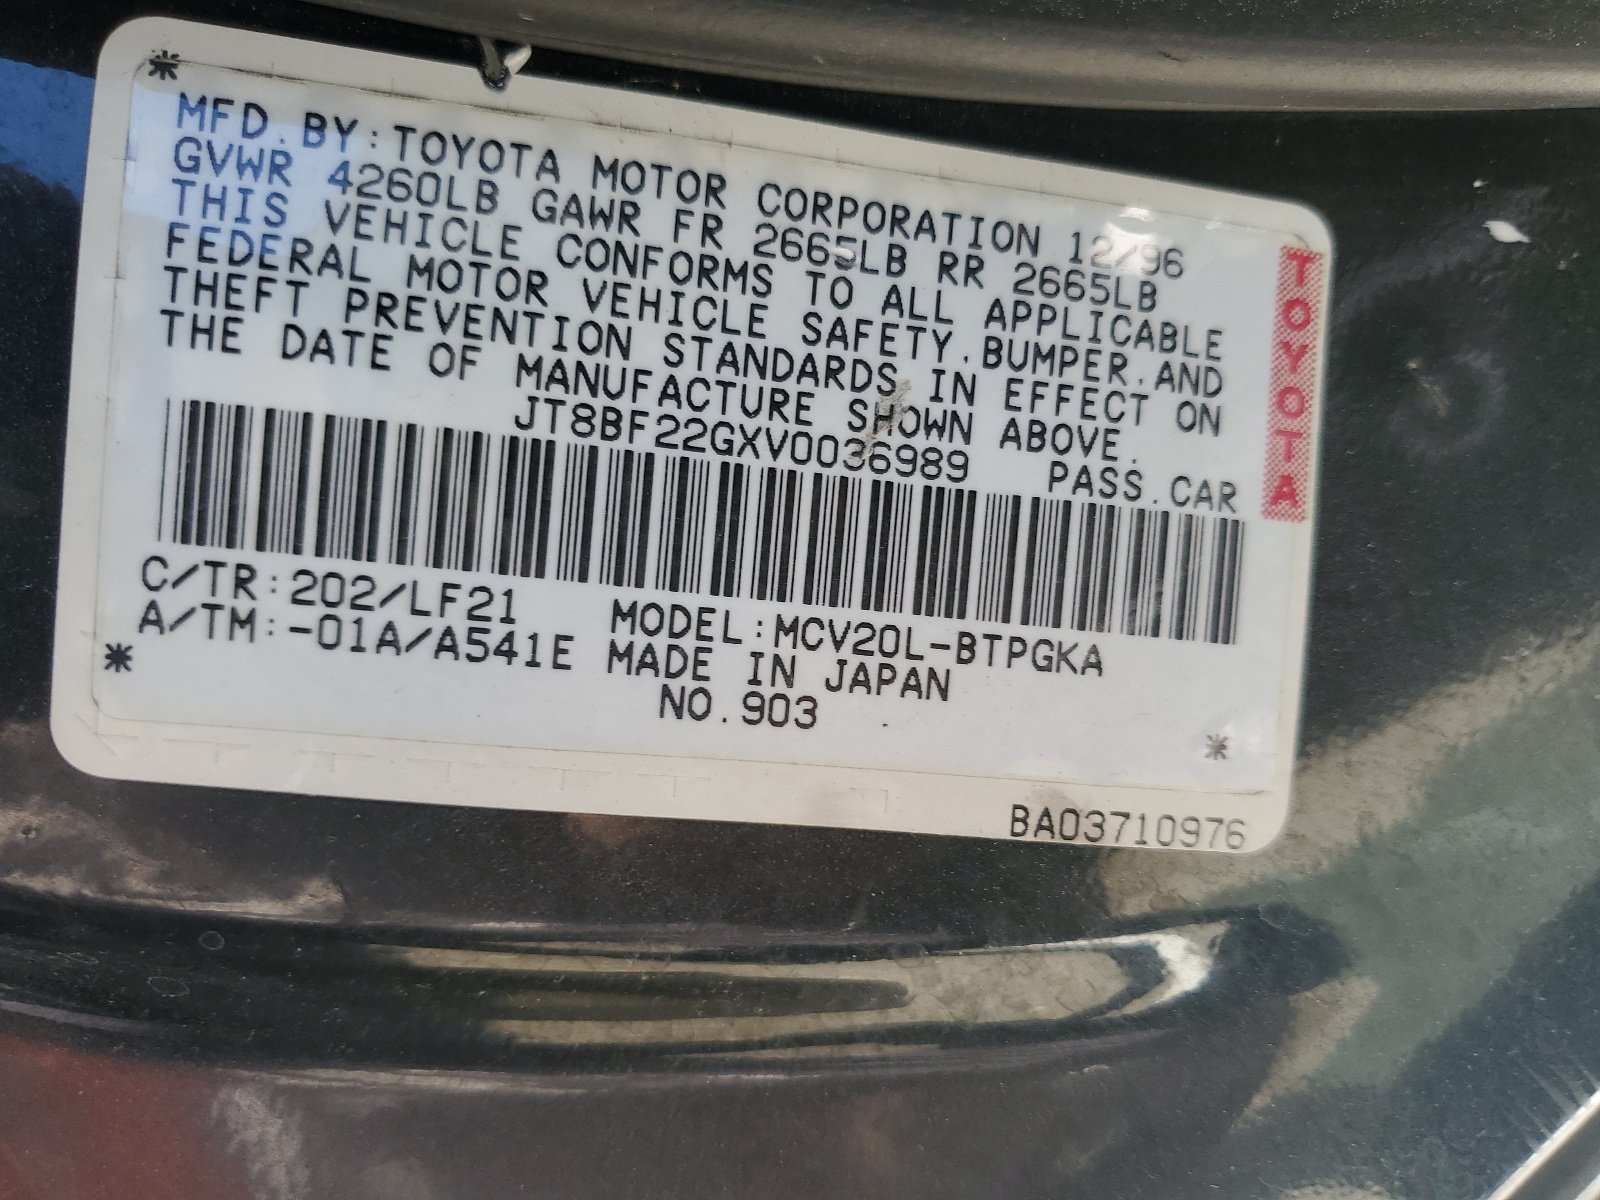 MFD. BY: TOYOTA MOTOR CORPORATION 12/96
GVWR 4260LB GAWR FR 2665LB RR 2665LB
THIS VEHICLE CONFORMS TO ALL APPLICABLE
FEDERAL MOTOR VEHICLE SAFETY, BUMPER, AND
THEFT PREVENTION STANDARDS IN EFFECT ON
THE DATE OF MANUFACTURE SHOWN ABOVE.
JT8BF22GXV0036989 PASS. CAR
C/TR: 202/LF21 MODEL: MCV20L-BTPGKA
A/TM: -01A/A541E MADE IN JAPAN
NO. 903
BA03710976
TOYOTA